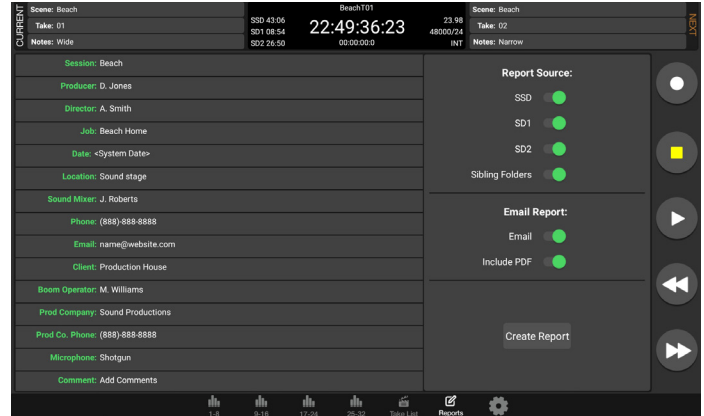 CURRENT
Scene: Beach
Take: 01
Notes: Wide
SSD 43:06
SD1 08:54
SD2 26:50
BeachT01
22:49:36:23
00:00:00:0
23.98
48000/24
INT
Scene: Beach
Take: 02
Notes: Narrow
NEXT
Session: Beach
Producer: D. Jones
Director: A. Smith
Job: Beach Home
Date: <System Date>
Location: Sound stage
Sound Mixer: J. Roberts
Phone: (888)-888-8888
Email: name@website.com
Client: Production House
Boom Operator: M. Williams
Prod Company: Sound Productions
Prod Co. Phone: (888)-888-8888
Microphone: Shotgun
Comment: Add Comments
Report Source:
SSD
SD1
SD2
Sibling Folders
Email Report:
Email
Include PDF
Create Report
1-8
9-16
17-24
25-32
Take List
Reports